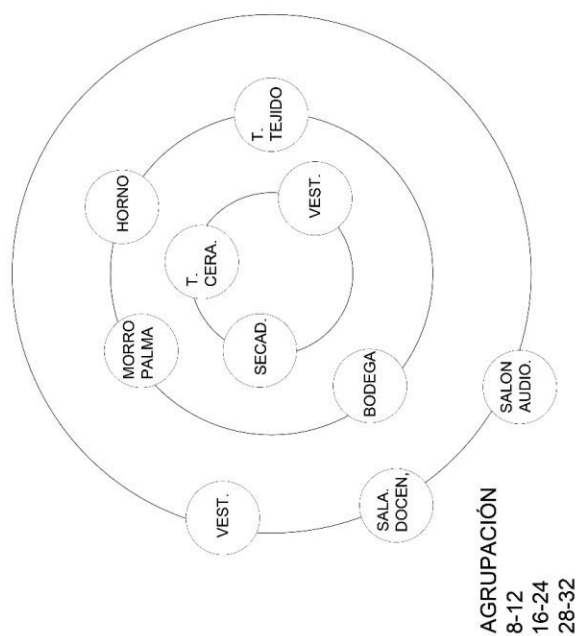 T.
TEJIDO
HORNO
VEST.
T.
CERA.
MORRO
PALMA
SECAD.
BODEGA
VEST.
SALON
AUDIO.
SALA.
DOCEN,
AGRUPACIÓN
8-12
16-24
28-32